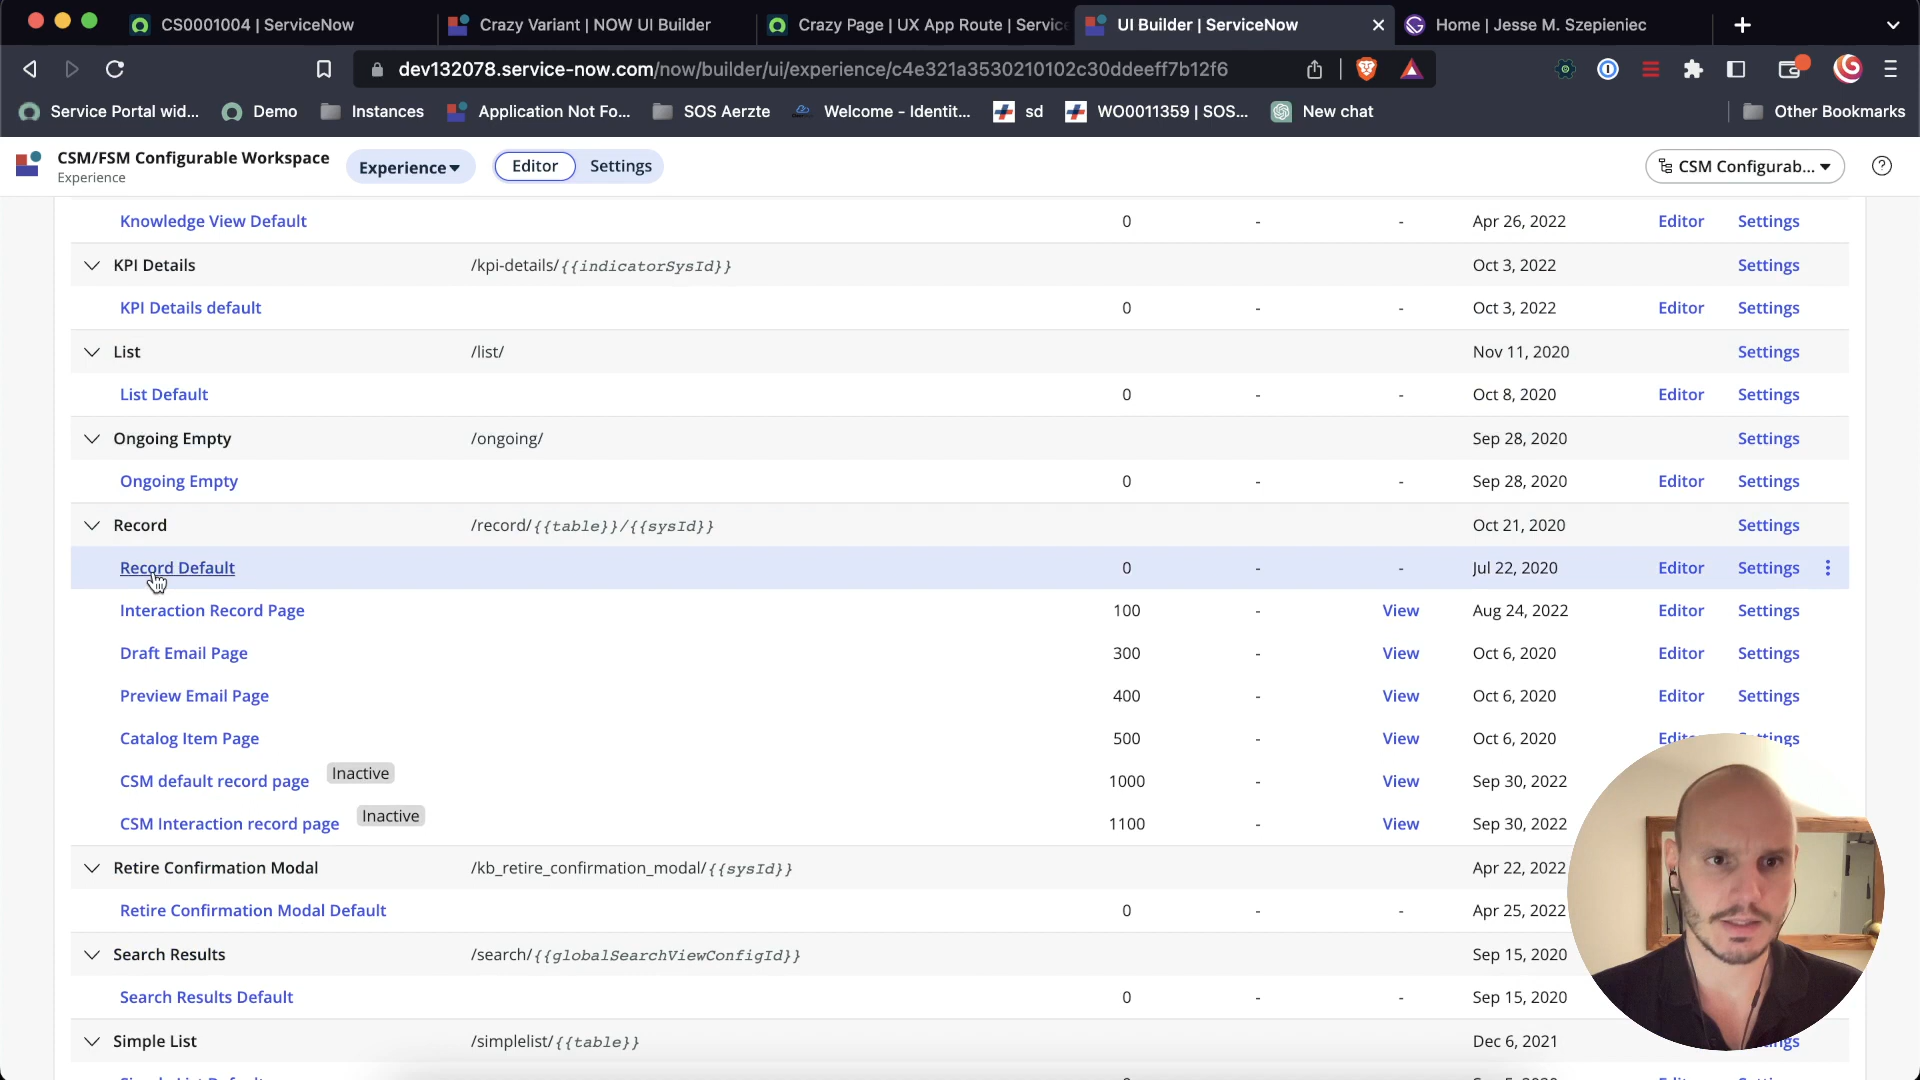 CS0001004 | ServiceNow
Crazy Variant | NOW UI Builder
Crazy Page | UX App Route | Service
UI Builder | ServiceNow
Home | Jesse M. Szepieniec
dev132078.service-now.com/now/builder/ui/experience/c4e321a3530210102c30ddeeff7b12f6
Service Portal wid...
Demo
Instances
Application Not Fo...
SOS Aerzte
Welcome - Identit...
sd
WO0011359 | SOS...
New chat
Other Bookmarks
CSM/FSM Configurable Workspace
Experience
Experience
Editor
Settings
CSM Configurab...
Knowledge View Default 0 - - Apr 26, 2022 Editor Settings
KPI Details /kpi-details/{{indicatorSysId}} Oct 3, 2022 Settings
KPI Details default 0 - - Oct 3, 2022 Editor Settings
List /list/ Nov 11, 2020 Settings
List Default 0 - - Oct 8, 2020 Editor Settings
Ongoing Empty /ongoing/ Sep 28, 2020 Settings
Ongoing Empty 0 - - Sep 28, 2020 Editor Settings
Record /record/{{table}}/{{sysId}} Oct 21, 2020 Settings
Record Default 0 - - Jul 22, 2020 Editor Settings
Interaction Record Page 100 - View Aug 24, 2022 Editor Settings
Draft Email Page 300 - View Oct 6, 2020 Editor Settings
Preview Email Page 400 - View Oct 6, 2020 Editor Settings
Catalog Item Page 500 - View Oct 6, 2020
CSM default record page Inactive 1000 - View Sep 30, 2022
CSM Interaction record page Inactive 1100 - View Sep 30, 2022
Retire Confirmation Modal /kb_retire_confirmation_modal/{{sysId}} Apr 22, 2022
Retire Confirmation Modal Default 0 - - Apr 25, 2022
Search Results /search/{{globalSearchViewConfigId}} Sep 15, 2020
Search Results Default 0 - - Sep 15, 2020
Simple List /simplelist/{{table}} Dec 6, 2021